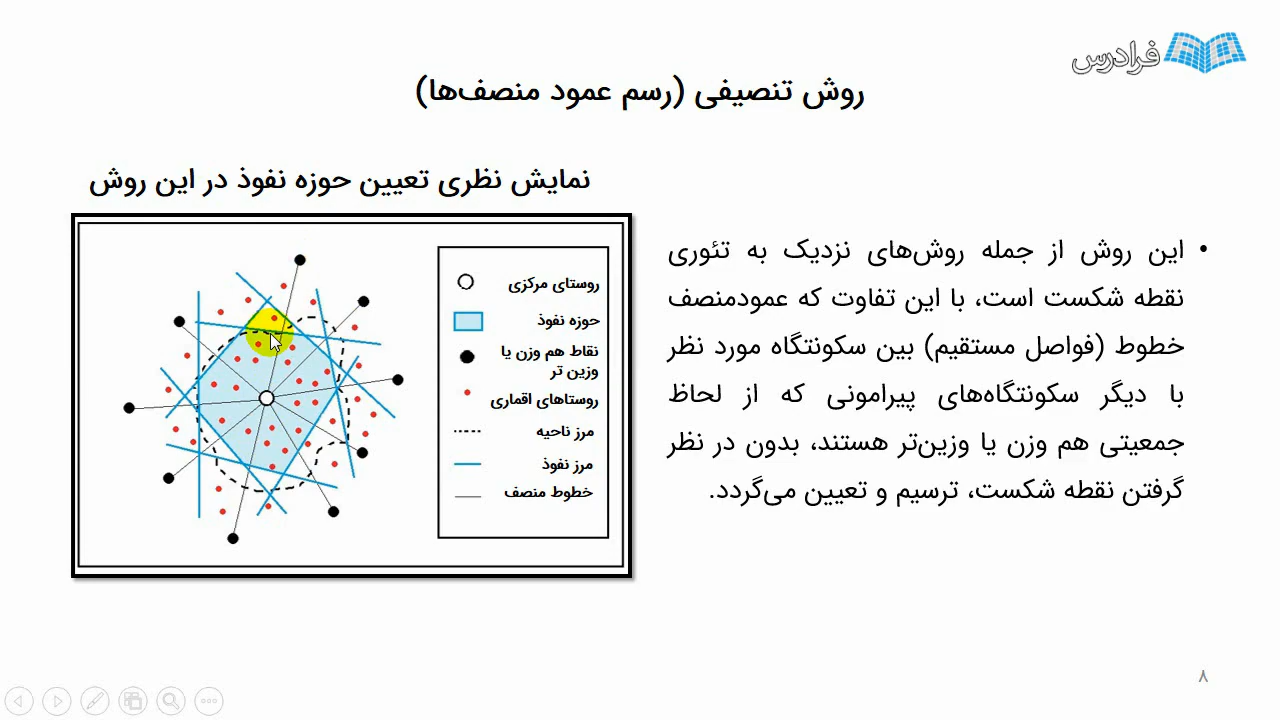 فرادرس
روش تنصیفی (رسم عمود منصف‌ها)
نمایش نظری تعیین حوزه نفوذ در این روش
• این روش از جمله روش‌های نزدیک به تئوری
نقطه شکست است، با این تفاوت که عمودمنصف
خطوط (فواصل مستقیم) بین سکونتگاه مورد نظر
با دیگر سکونتگاه‌های پیرامونی که از لحاظ
جمعیتی هم وزن یا وزین‌تر هستند، بدون در نظر
گرفتن نقطه شکست، ترسیم و تعیین می‌گردد.
روستای مرکزی
حوزه نفوذ
نقاط هم وزن یا
وزین تر
روستاهای اقماری
مرز ناحیه
مرز نفوذ
خطوط منصف
۸